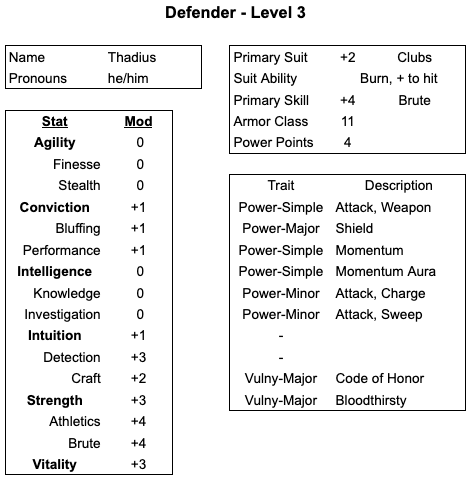 Defender - Level 3
Name Thadius
Pronouns he/him
Stat Mod
Agility 0
Finesse 0
Stealth 0
Conviction +1
Bluffing +1
Performance +1
Intelligence 0
Knowledge 0
Investigation 0
Intuition +1
Detection +3
Craft +2
Strength +3
Athletics +4
Brute +4
Vitality +3
Primary Suit +2 Clubs
Suit Ability Burn, + to hit
Primary Skill +4 Brute
Armor Class 11
Power Points 4
Trait Description
Power-Simple Attack, Weapon
Power-Major Shield
Power-Simple Momentum
Power-Simple Momentum Aura
Power-Minor Attack, Charge
Power-Minor Attack, Sweep
-
-
Vulny-Major Code of Honor
Vulny-Major Bloodthirsty